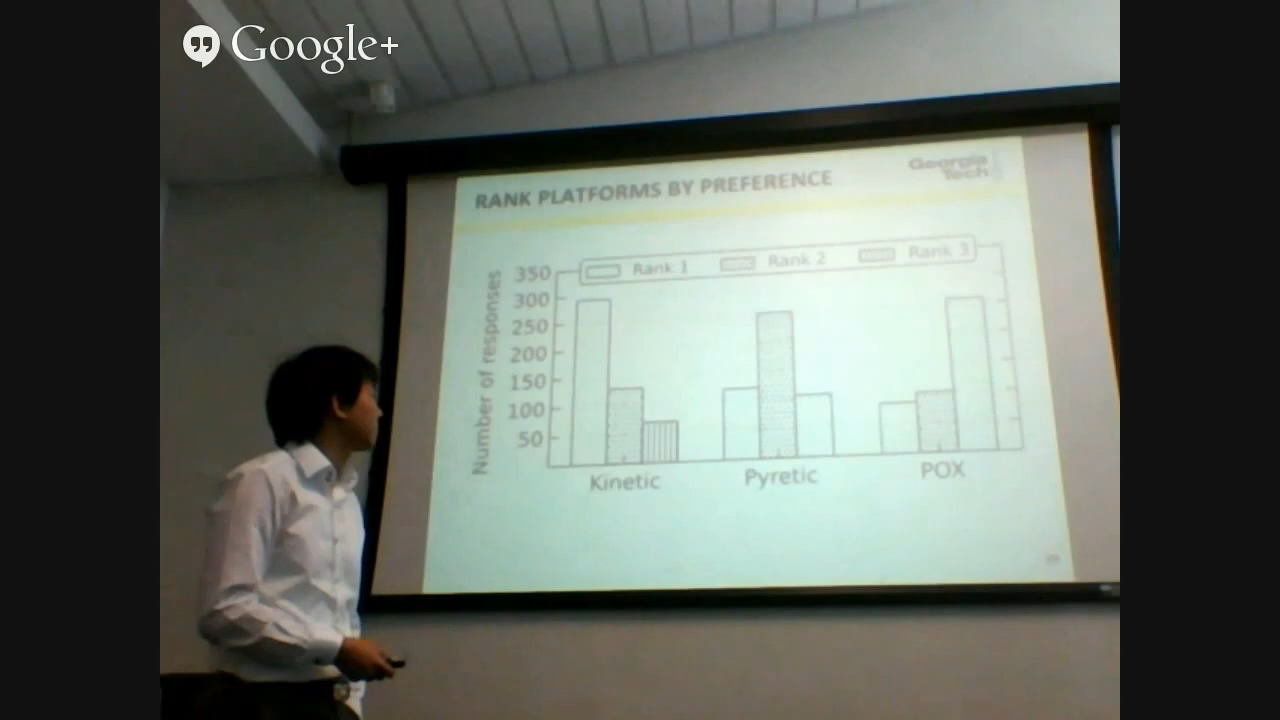 Google+
RANK PLATFORMS BY PREFERENCE
Georgia
Tech
Rank 1 Rank 2 Rank 3
Number of responses
350
300
250
200
150
100
50
Kinetic Pyretic POX